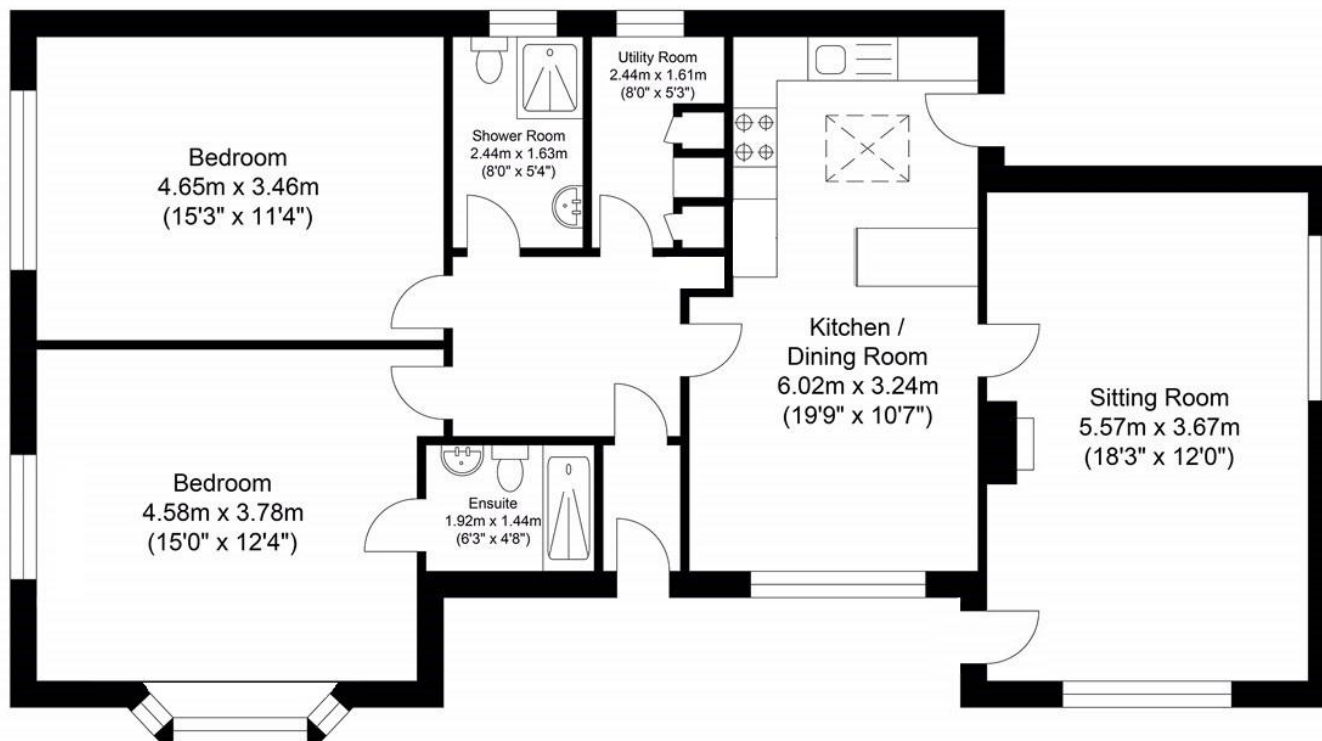 Bedroom
4.65m x 3.46m
(15'3" x 11'4")
Shower Room
2.44m x 1.63m
(8'0" x 5'4")
Utility Room
2.44m x 1.61m
(8'0" x 5'3")
Kitchen /
Dining Room
6.02m x 3.24m
(19'9" x 10'7")
Sitting Room
5.57m x 3.67m
(18'3" x 12'0")
Bedroom
4.58m x 3.78m
(15'0" x 12'4")
Ensuite
1.92m x 1.44m
(6'3" x 4'8")